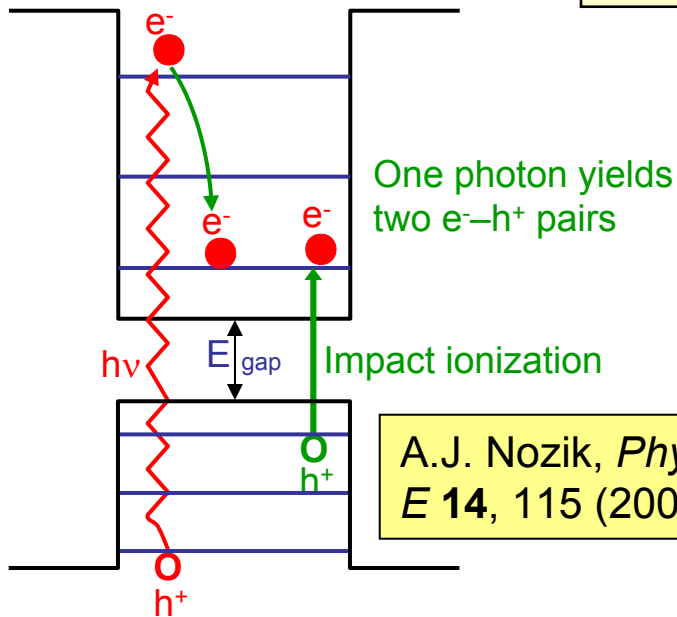 e-
e-
e-
One photon yields
two e-–h+ pairs
hν
E gap
Impact ionization
O
h+
A.J. Nozik,
E 14, 115
O
h+